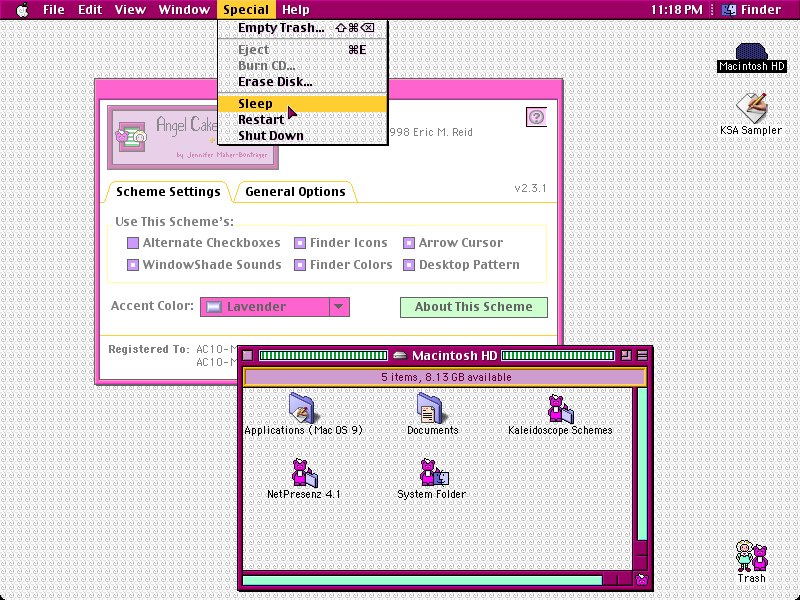 File Edit View Window Special Help 11:18 PM Finder
Empty Trash... ⇧⌘⌫
Eject ⌘E
Burn CD...
Erase Disk...
Sleep
Restart
Shut Down
Macintosh HD
KSA Sampler
Angel Cake
by Jennifer Maher-Bontrager
998 Eric M. Reid
?
v2.3.1
Scheme Settings General Options
Use This Scheme's:
Alternate Checkboxes Finder Icons Arrow Cursor
WindowShade Sounds Finder Colors Desktop Pattern
Accent Color: Lavender About This Scheme
Registered To: AC10-M
AC10-M
Macintosh HD
5 items, 8.13 GB available
Applications (Mac OS 9) Documents Kaleidoscope Schemes
NetPresenz 4.1 System Folder
Trash